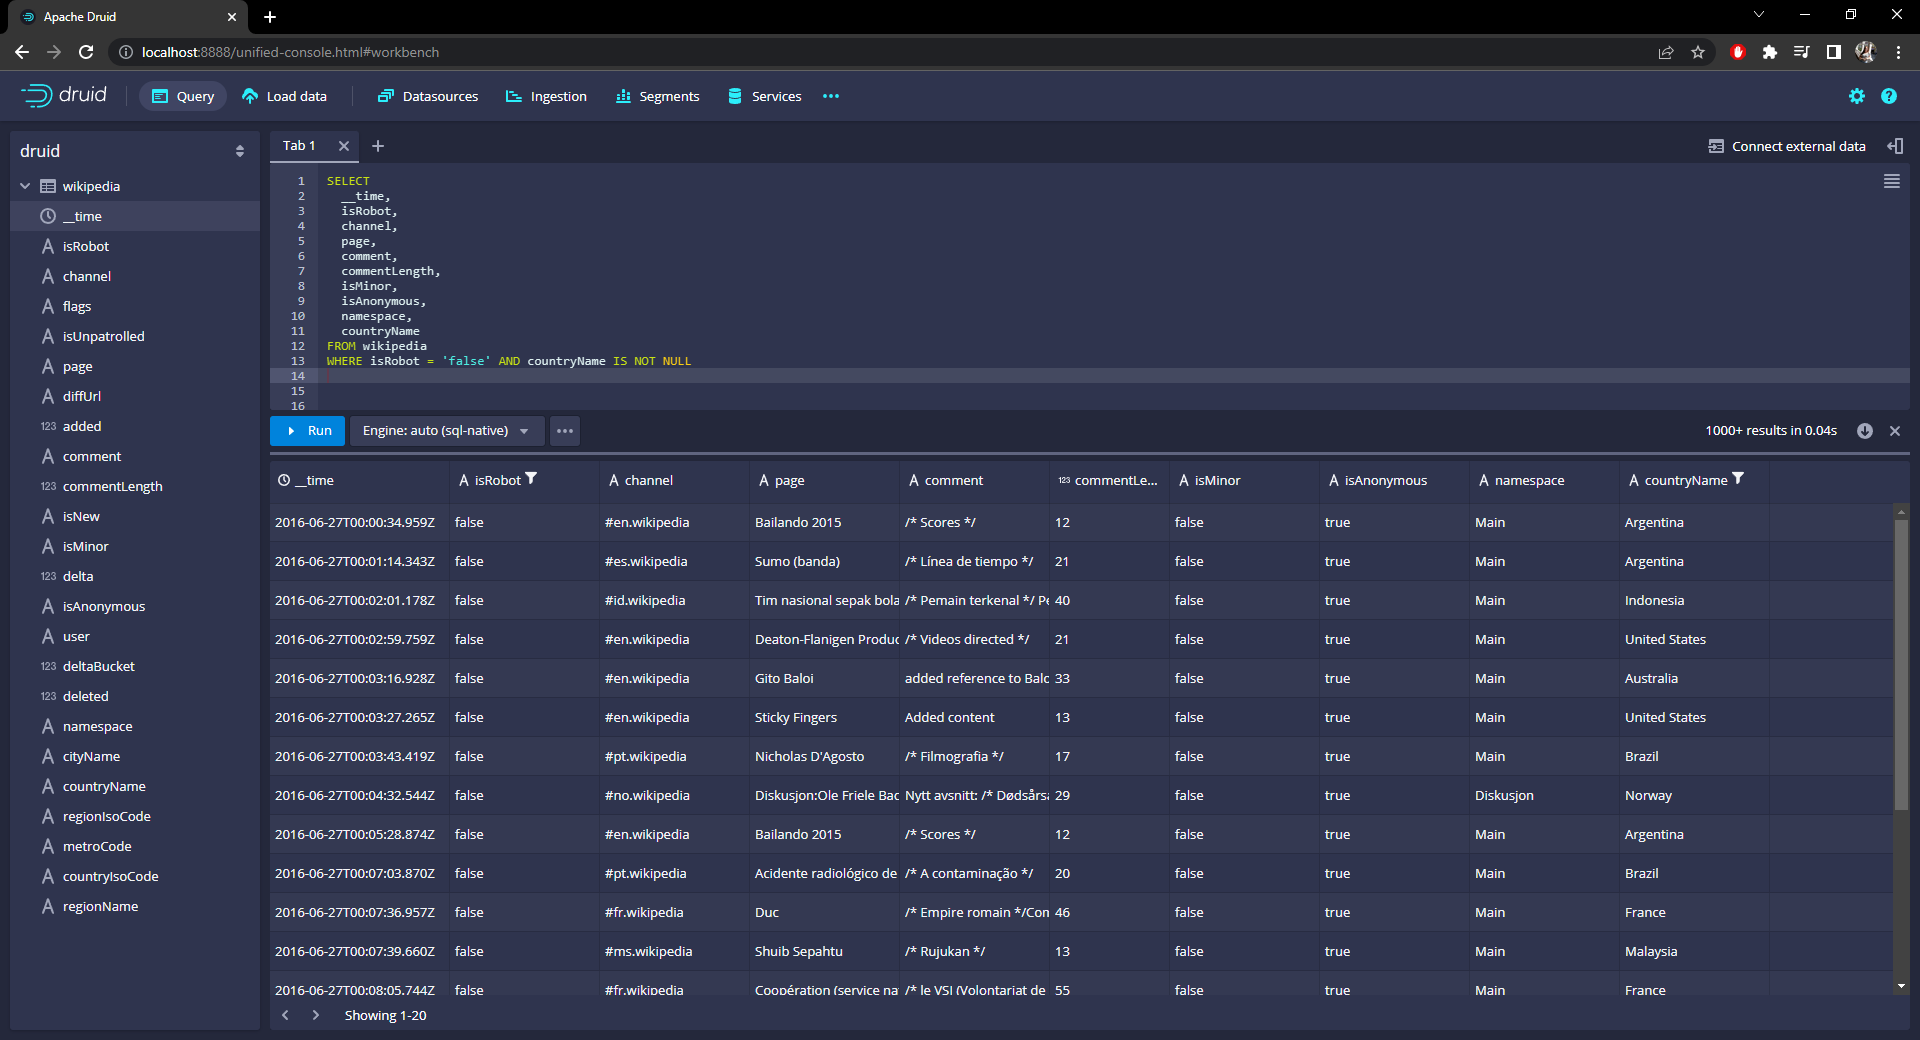 Apache Druid
localhost:8888/unified-console.html#workbench
druid
Query
Load data
Datasources
Ingestion
Segments
Services
druid
wikipedia
__time
A isRobot
A channel
A flags
A isUnpatrolled
A page
A diffUrl
123 added
A comment
123 commentLength
A isNew
A isMinor
A delta
A isAnonymous
A user
123 deltaBucket
123 deleted
A namespace
A cityName
A countryName
A regionIsoCode
A metroCode
A countryIsoCode
A regionName
Tab 1
Connect external data
1 SELECT
2 __time,
3 isRobot,
4 channel,
5 page,
6 comment,
7 commentLength,
8 isMinor,
9 isAnonymous,
10 namespace,
11 countryName
12 FROM wikipedia
13 WHERE isRobot = 'false' AND countryName IS NOT NULL
14
15
16
Run
Engine: auto (sql-native)
1000+ results in 0.04s
__time A isRobot A channel A page A comment 123 commentLe... A isMinor A isAnonymous A namespace A countryName
2016-06-27T00:00:34.959Z false #en.wikipedia Bailando 2015 /* Scores */ 12 false true Main Argentina
2016-06-27T00:01:14.343Z false #es.wikipedia Sumo (banda) /* Línea de tiempo */ 21 false true Main Argentina
2016-06-27T00:02:01.178Z false #id.wikipedia Tim nasional sepak bola /* Pemain terkenal */ Pe 40 false true Main Indonesia
2016-06-27T00:02:59.759Z false #en.wikipedia Deaton-Flanigen Produc /* Videos directed */ 21 false true Main United States
2016-06-27T00:03:16.928Z false #en.wikipedia Gito Baloi added reference to Balo 33 false true Main Australia
2016-06-27T00:03:27.265Z false #en.wikipedia Sticky Fingers Added content 13 false true Main United States
2016-06-27T00:03:43.419Z false #pt.wikipedia Nicholas D'Agosto /* Filmografia */ 17 false true Main Brazil
2016-06-27T00:04:32.544Z false #no.wikipedia Diskusjon:Ole Friele Bac Nytt avsnitt: /* Dødsårsa 29 false true Diskusjon Norway
2016-06-27T00:05:28.874Z false #en.wikipedia Bailando 2015 /* Scores */ 12 false true Main Argentina
2016-06-27T00:07:03.870Z false #pt.wikipedia Acidente radiológico de /* A contaminação */ 20 false true Main Brazil
2016-06-27T00:07:36.957Z false #fr.wikipedia Duc /* Empire romain */Com 46 false true Main France
2016-06-27T00:07:39.660Z false #ms.wikipedia Shuib Sepahtu /* Rujukan */ 13 false true Main Malaysia
2016-06-27T00:08:05.744Z false #fr.wikipedia Coopération (service na /* le VSI (Volontariat de 55 false true Main France
Showing 1-20